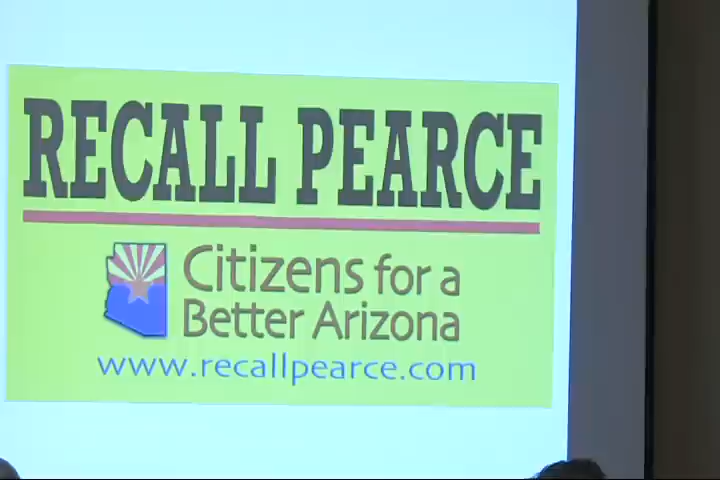 RECALL PEARCE
Citizens for a
Better Arizona
www.recallpearce.com